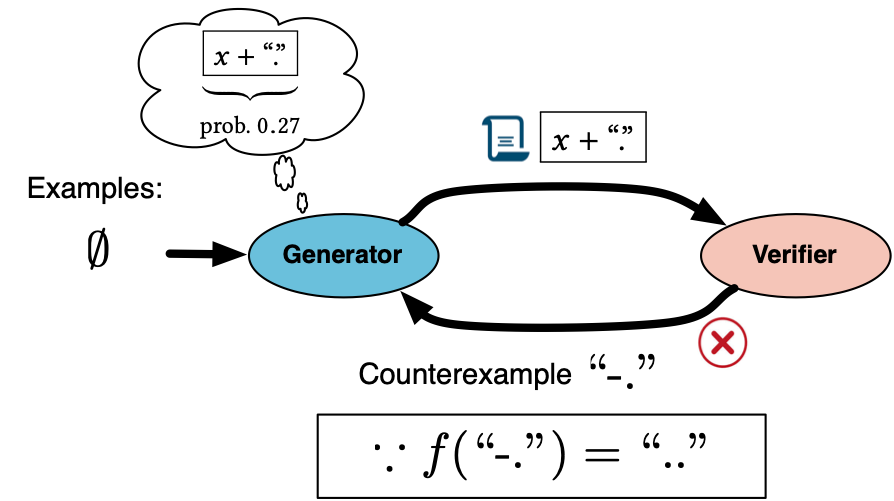 x + “.”
prob. 0.27
x + “.”
Examples:
∅
Generator
Verifier
Counterexample “-.”
∵ f(“-.”) = “..”